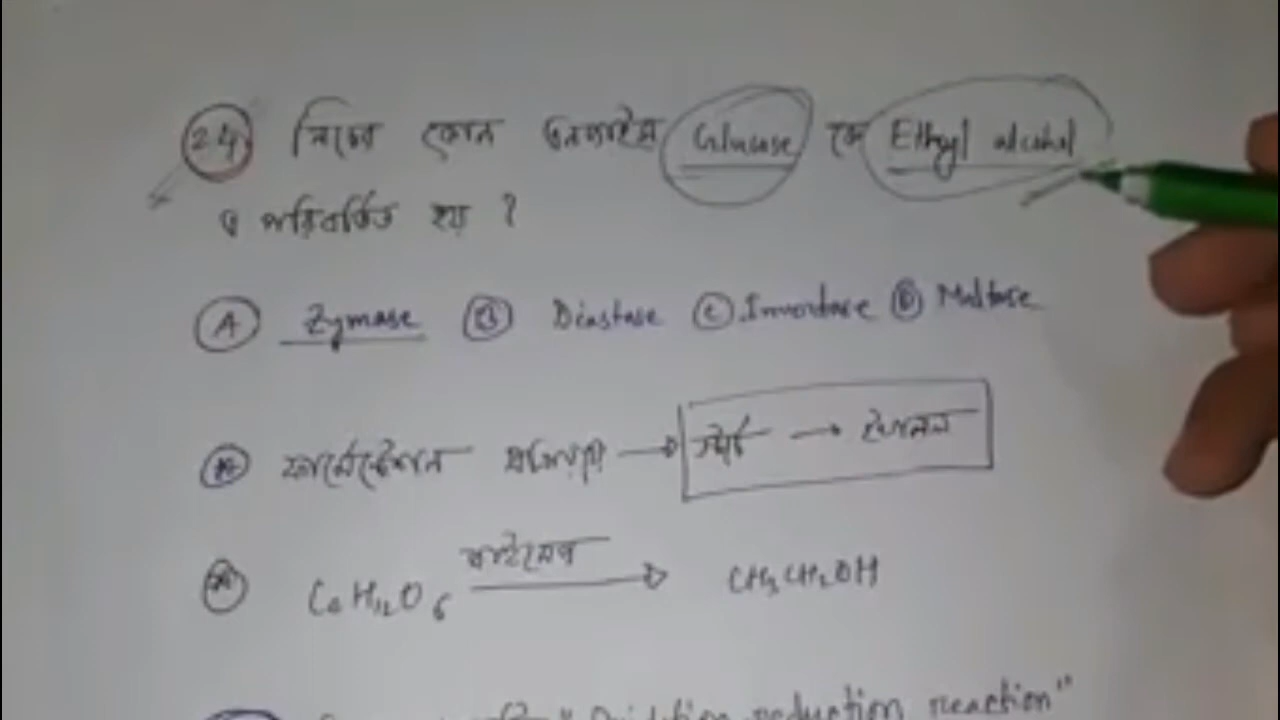 24 নিচের কোন এনজাইম Glucose কে Ethyl alcohol
এ পরিবর্তিত হয় ?
A Zymase B Diastase C Invertase D Maltase
ফার্মেন্টেশন প্রক্রিয়া → স্টার্চ → ইথানল
C6H12O6 জাইমেজ → CH3CH2OH
"Oxidation reduction reaction"